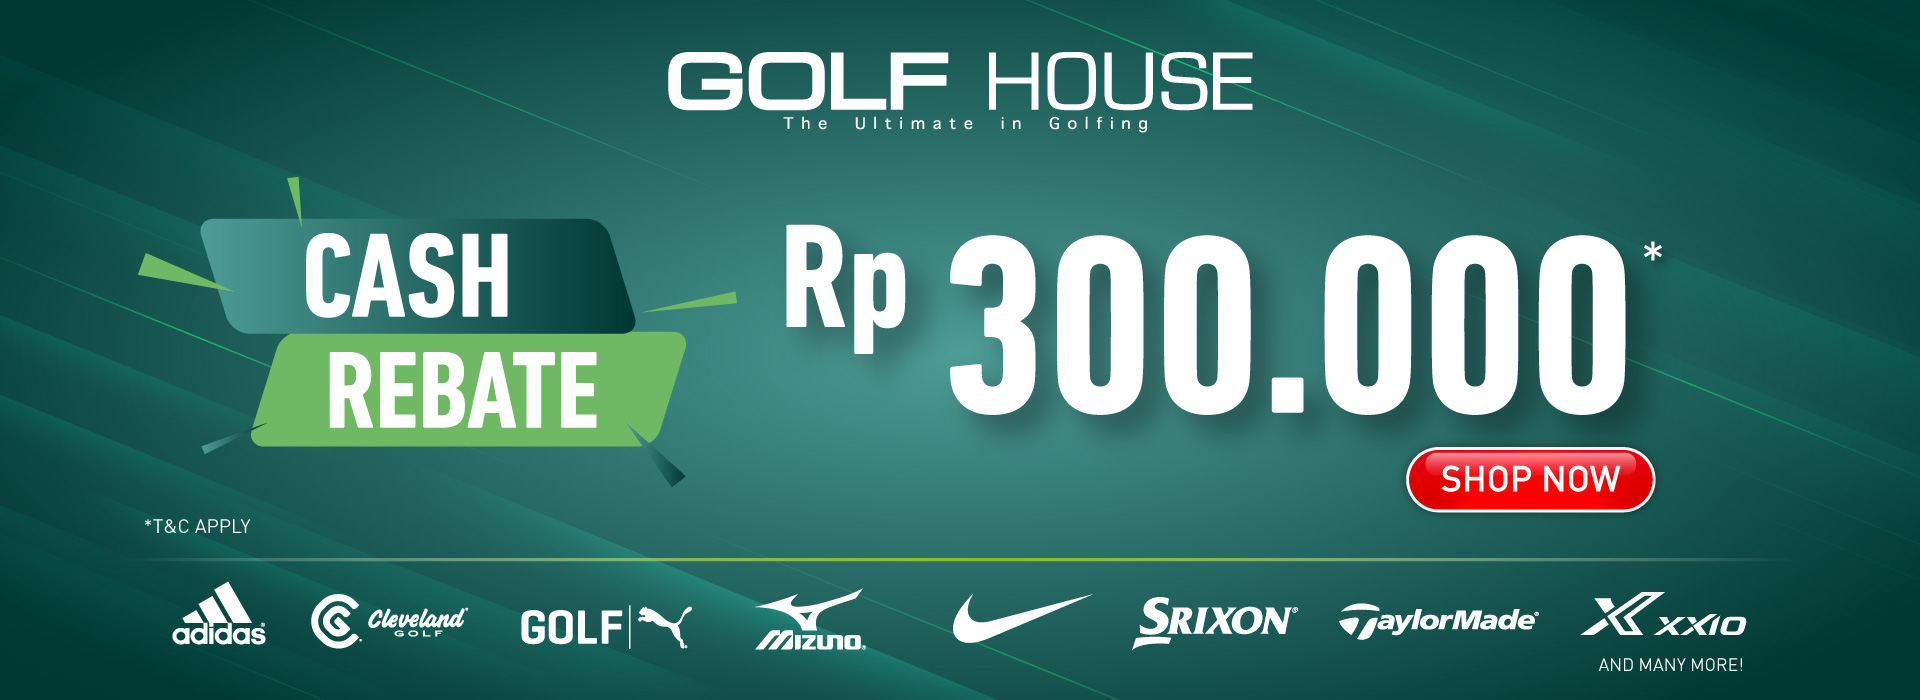 GOLF HOUSE
The Ultimate in Golfing
CASH
REBATE
Rp 300.000*
SHOP NOW
*T&C APPLY
adidas
Cleveland®
GOLF
GOLF
MIZUNO®
SRIXON®
TaylorMade®
XXIO
AND MANY MORE!